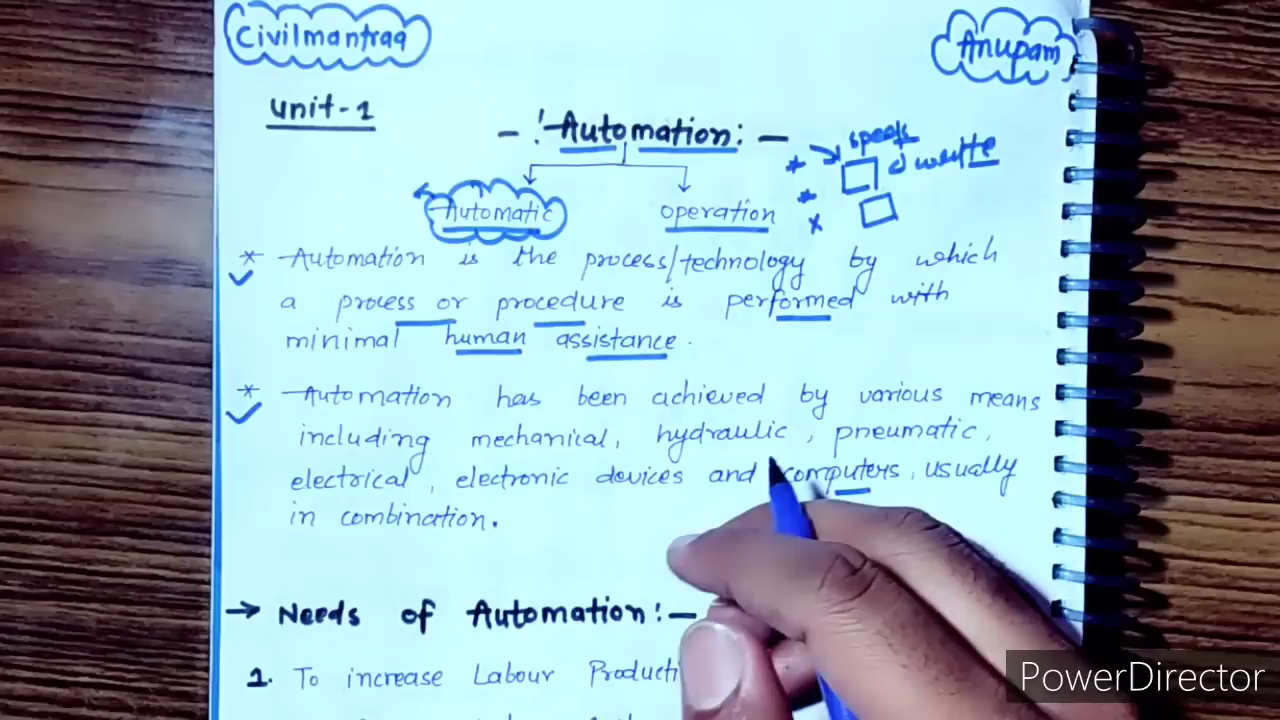 Civilmantraa
Anupam
Unit-1
-:Automation:-
speak
write
Automatic
operation
* Automation is the process/technology by which
a process or procedure is performed with
minimal human assistance.
* Automation has been achieved by various means
including mechanical, hydraulic, pneumatic,
electrical, electronic devices and computers, usually
in combination.
→ Needs of Automation:-
1. To increase Labour Producti
PowerDirector